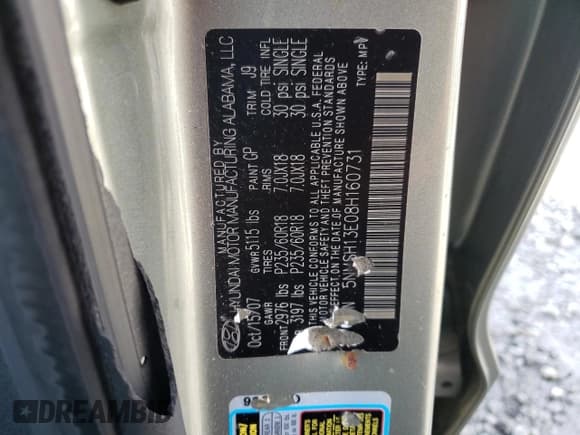 MANUFACTURED BY
HYUNDAI MOTOR MANUFACTURING ALABAMA, LLC
Oct/15/07 GVWR 5115 lbs PAINT GP TRIM J9
GAWR TIRES RIMS COLD TIRE INFL
FRONT 2976 lbs P235/60R18 7.0JX18 30 psi SINGLE
3197 lbs P235/60R18 7.0JX18 30 psi SINGLE
THIS VEHICLE CONFORMS TO ALL APPLICABLE U.S.A. FEDERAL
MOTOR VEHICLE SAFETY AND THEFT PREVENTION STANDARDS
IN EFFECT ON THE DATE OF MANUFACTURE SHOWN ABOVE
5NMSH13E08H160731 TYPE: MPV
DREAMBID